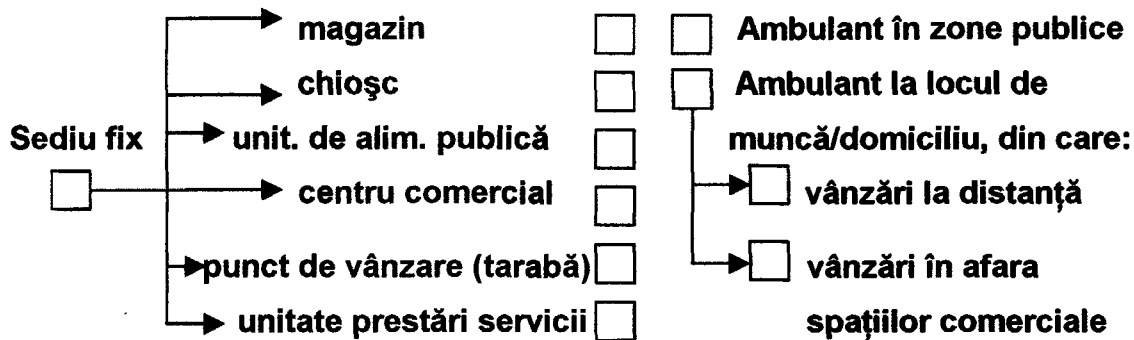 Sediu fix
magazin
chioşc
unit. de alim. publică
centru comercial
punct de vânzare (tarabă)
unitate prestări servicii
Ambulant în zone publice
Ambulant la locul de
muncă/domiciliu, din care:
vânzări la distanţă
vânzări în afara
spaţiilor comerciale